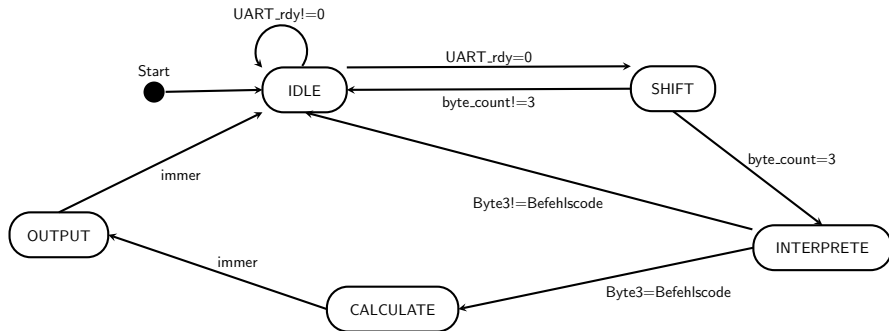 UART_rdy!=0
UART_rdy=0
Start
IDLE
SHIFT
byte_count!=3
byte_count=3
immer
Byte3!=Befehlscode
OUTPUT
INTERPRETE
immer
Byte3=Befehlscode
CALCULATE